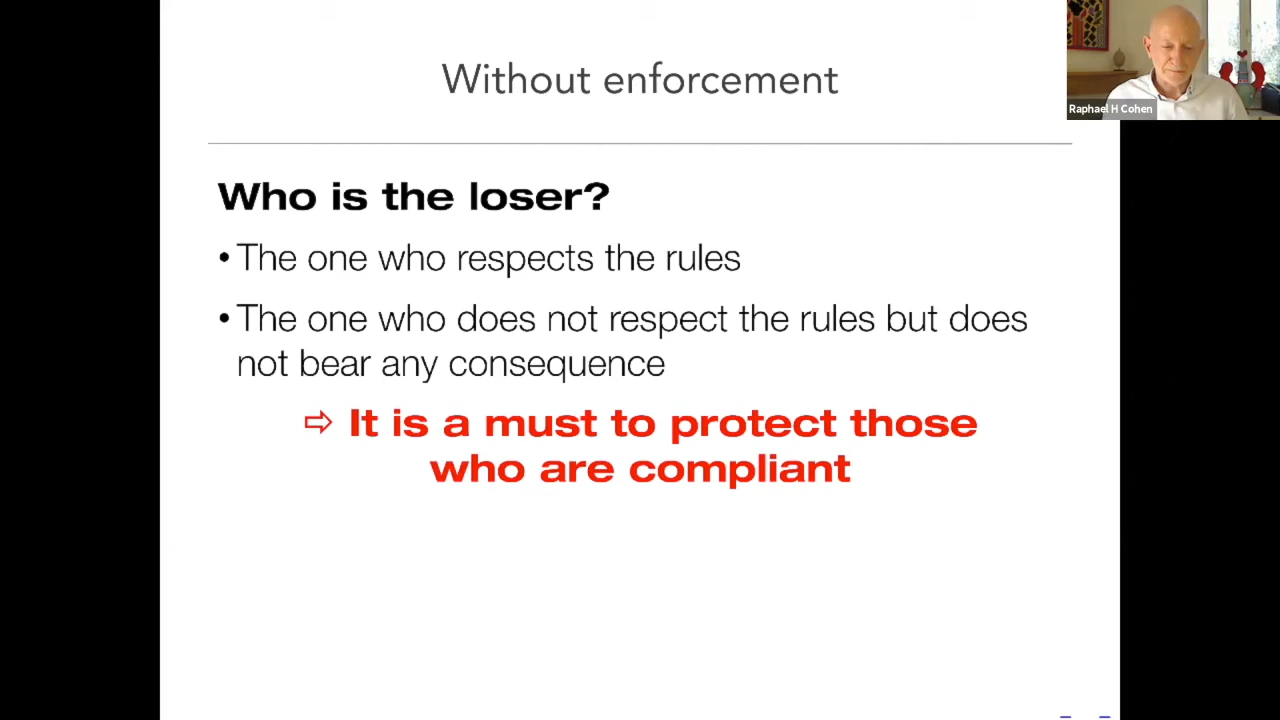 Without enforcement
Raphael H Cohen
Who is the loser?
• The one who respects the rules
• The one who does not respect the rules but does
not bear any consequence
⇨ It is a must to protect those
who are compliant